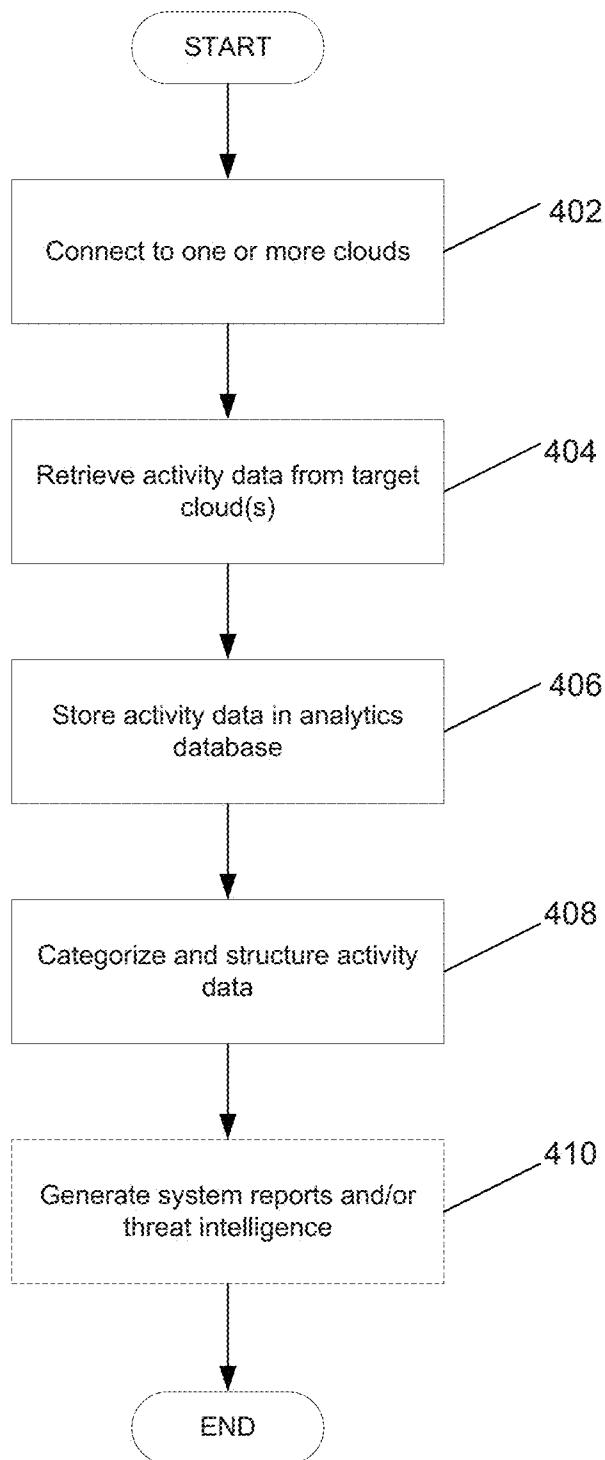 START
402
Connect to one or more clouds
404
Retrieve activity data from target
cloud(s)
406
Store activity data in analytics
database
408
Categorize and structure activity
data
410
Generate system reports and/or
threat intelligence
END